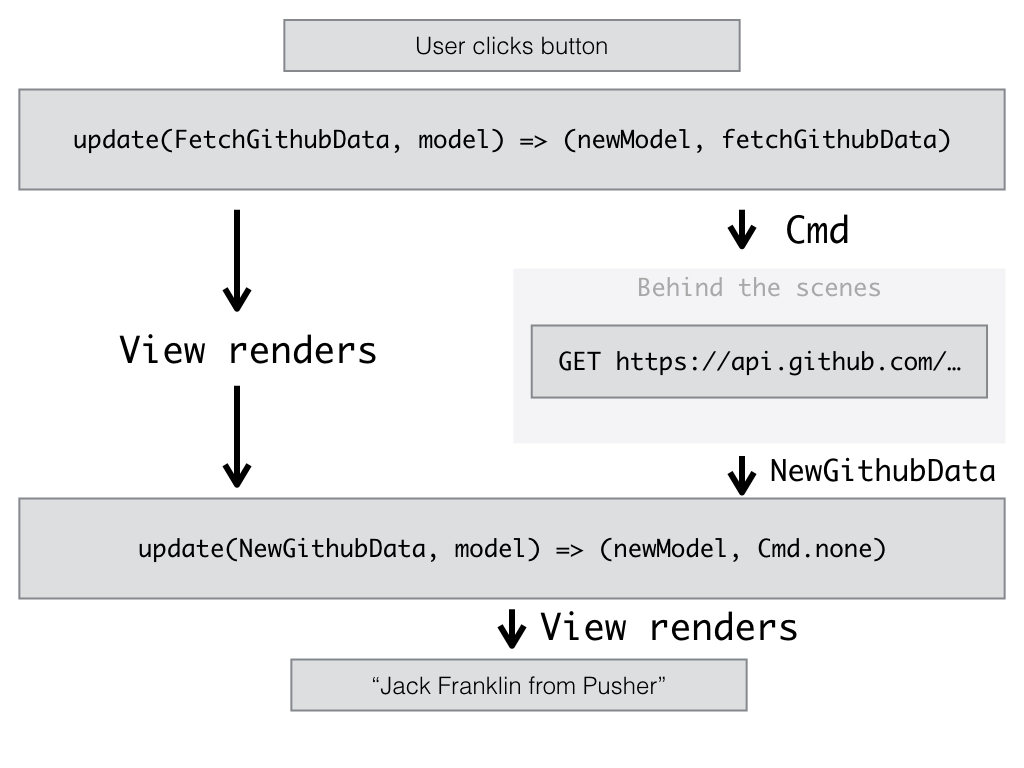 User clicks button
update(FetchGithubData, model) => (newModel, fetchGithubData)
Cmd
Behind the scenes
View renders
GET https://api.github.com/…
NewGithubData
update(NewGithubData, model) => (newModel, Cmd.none)
View renders
“Jack Franklin from Pusher”